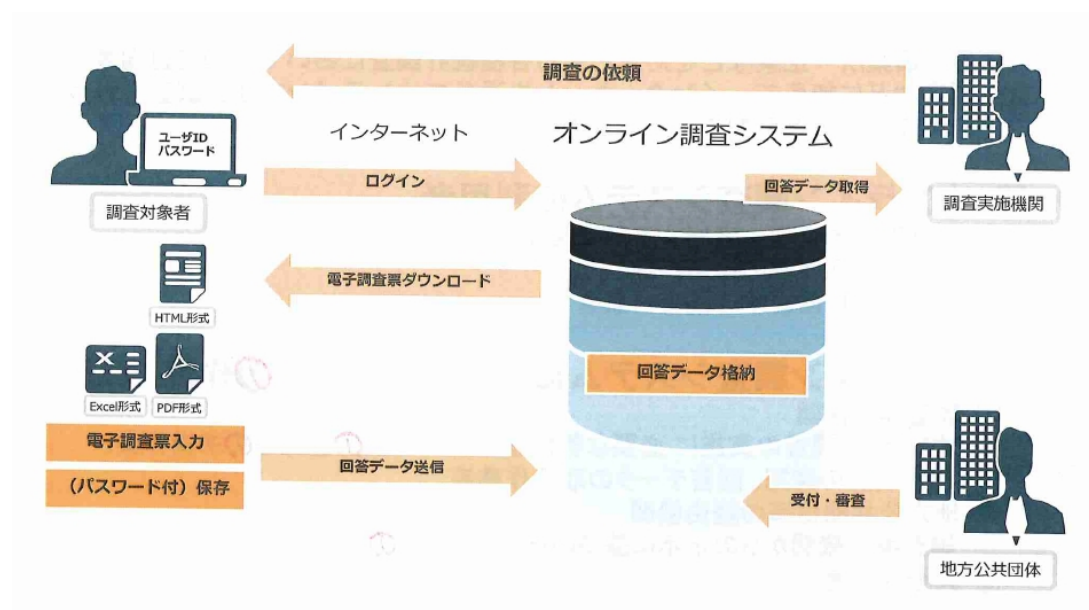 調査の依頼
ユーザID
パスワード
インターネット
オンライン調査システム
ログイン
回答データ取得
調査対象者
調査実施機関
電子調査票ダウンロード
HTML形式
回答データ格納
Excel形式
PDF形式
電子調査票入力
(パスワード付)保存
回答データ送信
受付・審査
地方公共団体